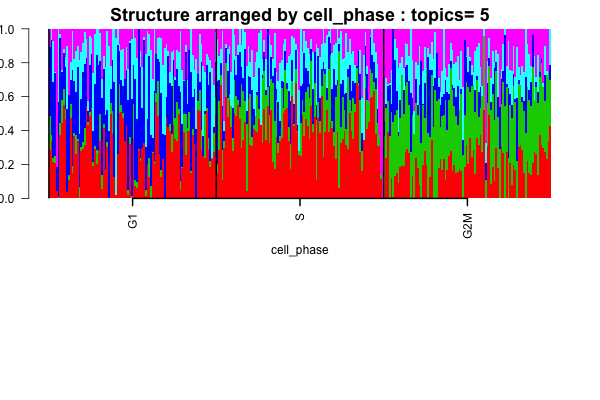 Structure arranged by cell_phase : topics= 5
1.0
0.8
0.6
0.4
0.2
0.0
G1
S
G2M
cell_phase